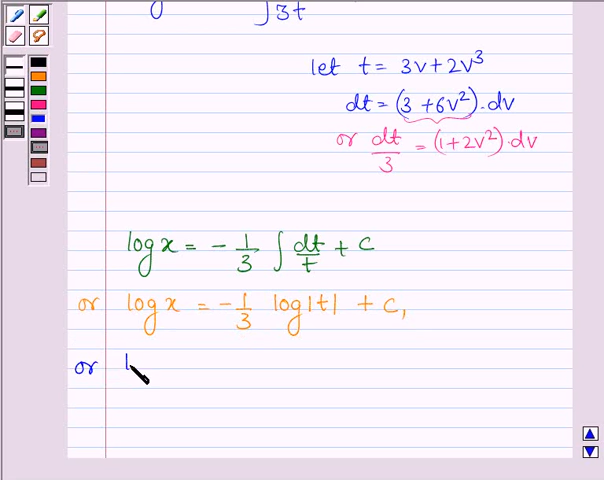 ∫3t
let t = 3v+2v³
dt = (3 +6v²).dv
or dt/3 = (1+2v²).dv
log x = - 1/3 ∫ dt/t + c
or log x = - 1/3 log|t| + c,
or l